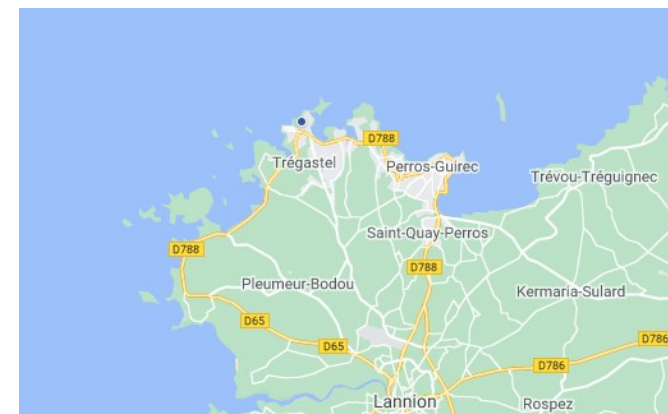 D788
Trégastel
Perros-Guirec
Trévou-Tréguignec
Saint-Quay-Perros
D788
D788
Pleumeur-Bodou
Kermaria-Sulard
D65
D65
D786
D786
Lannion
Rospez